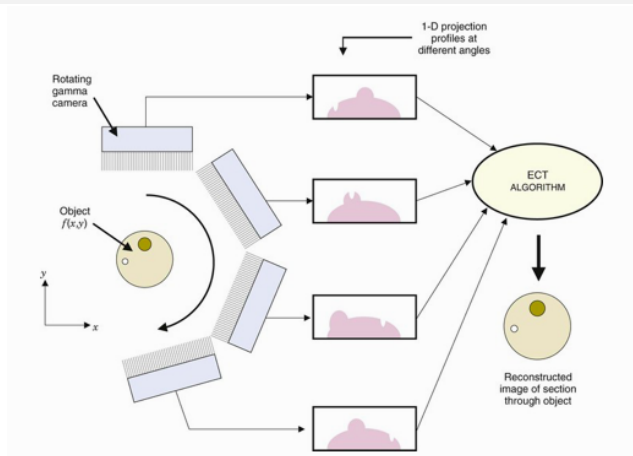 1-D projection
profiles at
different angles
Rotating
gamma
camera
ECT
ALGORITHM
Object
f(x,y)
y
x
Reconstructed
image of section
through object